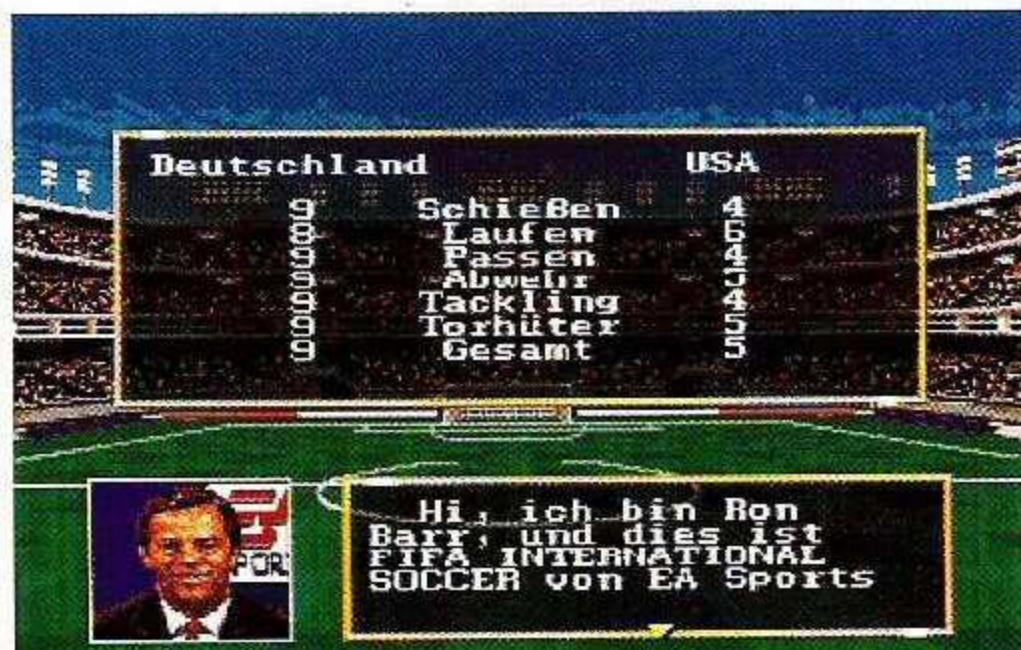 Deutschland USA
9 Schießen 4
8 Laufen 6
9 Passen 4
9 Abwehr
9 Tackling 4
9 Torhüter 5
9 Gesamt 5
Hi, ich bin Ron
Barr, und dies ist
FIFA INTERNATIONAL
SOCCER von EA Sports